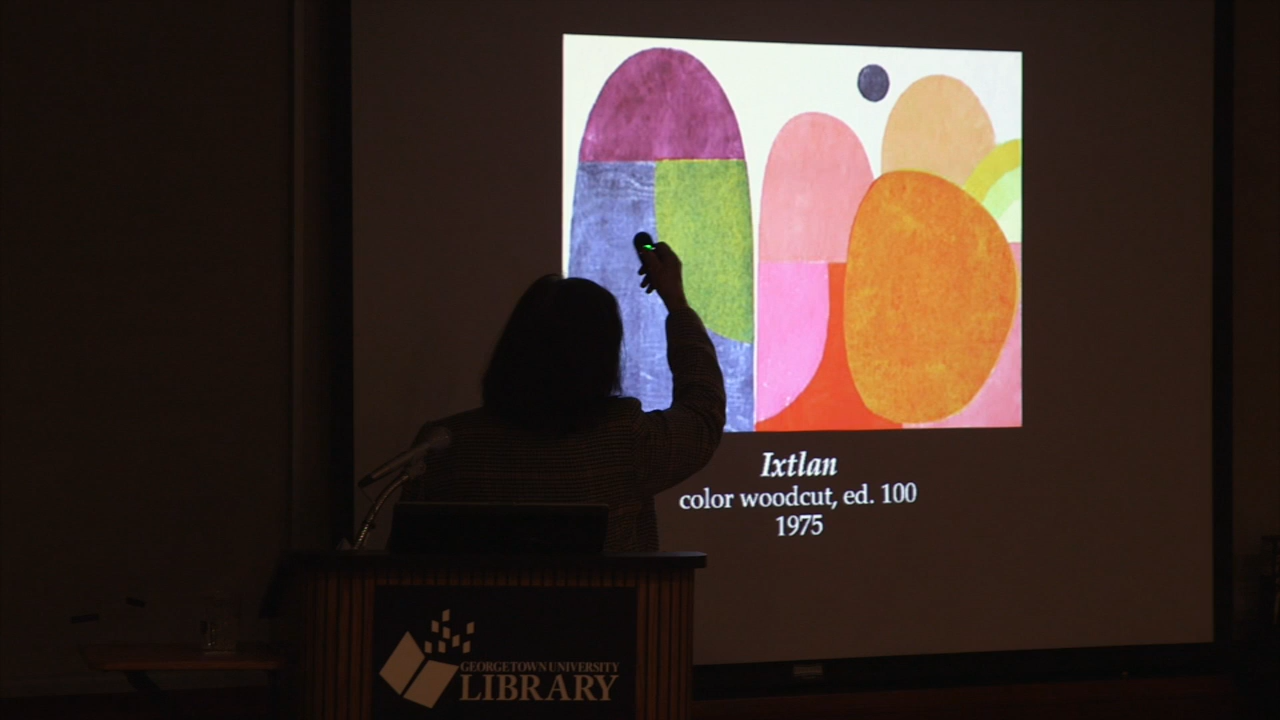 Ixtlan
color woodcut, ed. 100
1975
GEORGETOWN UNIVERSITY
LIBRARY